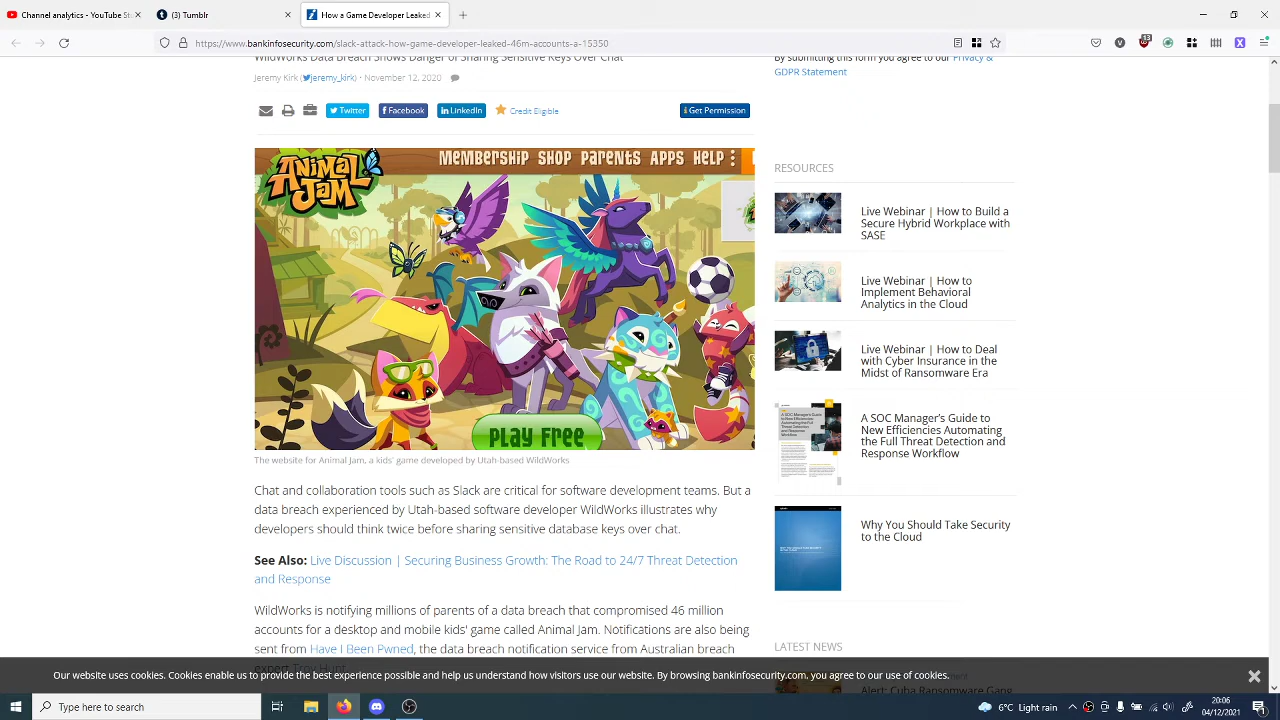 Channel analytics - YouTube St
Tumblr
How a Game Developer Leaked
https://www.bankinfosecurity.com/slack-attack-how-game-developer-leaked-46m-accounts-a-15350
13
WildWorks Data Breach Shows Danger of Sharing Sensitive Keys Over Chat
Jeremy Kirk (jeremy_kirk) • November 12, 2020
Twitter
Facebook
LinkedIn
Credit Eligible
Get Permission
ANIMAL JAM
MEMBERSHIP SHOP PARENTS APPS HELP
The website for Animal Jam, a kids' game developed by Utah-based WildWorks
Chat and collaboration tools such as Slack are critical for software development teams. But a
data breach experienced by Utah-based software developer WildWorks illustrates why
developers should think twice before sharing sensitive database keys over chat.
See Also: Live Discussion | Securing Business Growth: The Road to 24/7 Threat Detection
and Response
WildWorks is notifying millions of parents of a data breach that compromised 46 million
accounts for a desktop and mobile kids' game called Animal Jam. Notifications are also being
sent from Have I Been Pwned, the data breach notification service from Australian breach
expert Troy Hunt.
By submitting this form you agree to our Privacy &
GDPR Statement
RESOURCES
Live Webinar | How to Build a
Secure Hybrid Workplace with
SASE
Live Webinar | How to
Implement Behavioral
Analytics in the Cloud
Live Webinar | How to Deal
with Cyber Insurance in the
Midst of Ransomware Era
A SOC Manager's Guide to
New Efficiencies Automating
the Full Threat Detection and
Response Workflow
Why You Should Take Security
to the Cloud
LATEST NEWS
Alert: Cuba Ransomware Gang
Our website uses cookies. Cookies enable us to provide the best experience possible and help us understand how visitors use our website. By browsing bankinfosecurity.com, you agree to our use of cookies.
Type here to search
6°C Light rain
20:06
04/12/2021